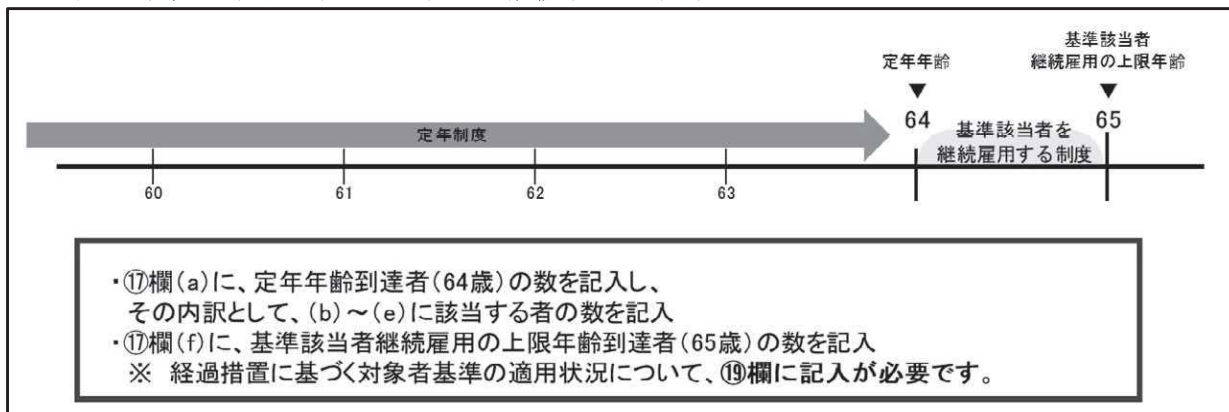 基準該当者
定年年齢 継続雇用の上限年齢
▼ ▼
64 65
定年制度
基準該当者を
継続雇用する制度
60 61 62 63
・⑰欄(a)に、定年年齢到達者(64歳)の数を記入し、
その内訳として、(b)~(e)に該当する者の数を記入
・⑰欄(f)に、基準該当者継続雇用の上限年齢到達者(65歳)の数を記入
※ 経過措置に基づく対象者基準の適用状況について、⑲欄に記入が必要です。